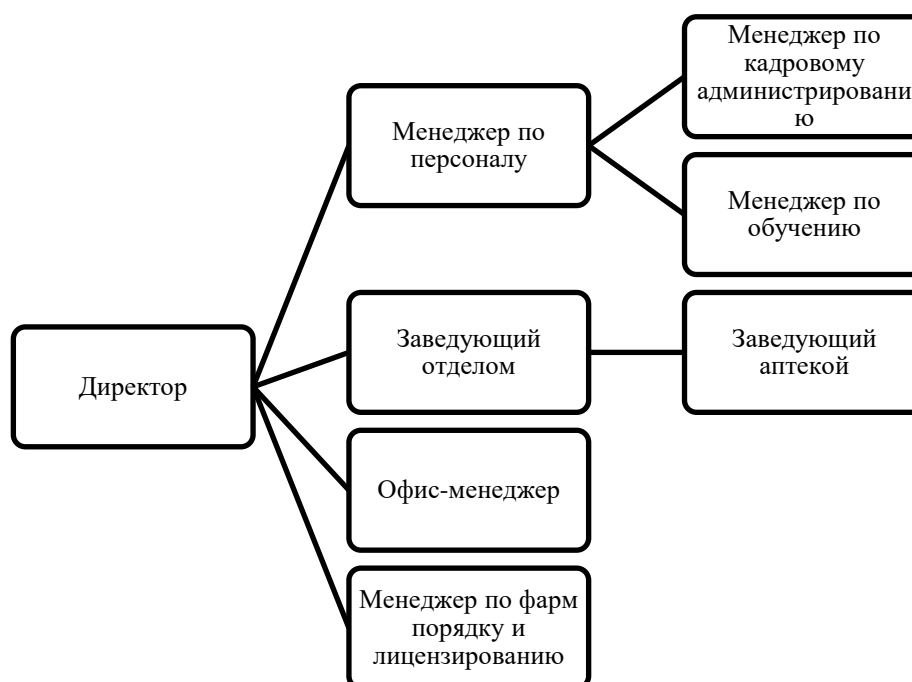 Директор
Менеджер по
персоналу
Менеджер по
кадровому
администрировани
ю
Менеджер по
обучению
Заведующий
отделом
Заведующий
аптекой
Офис-менеджер
Менеджер по фарм
порядку и
лицензированию